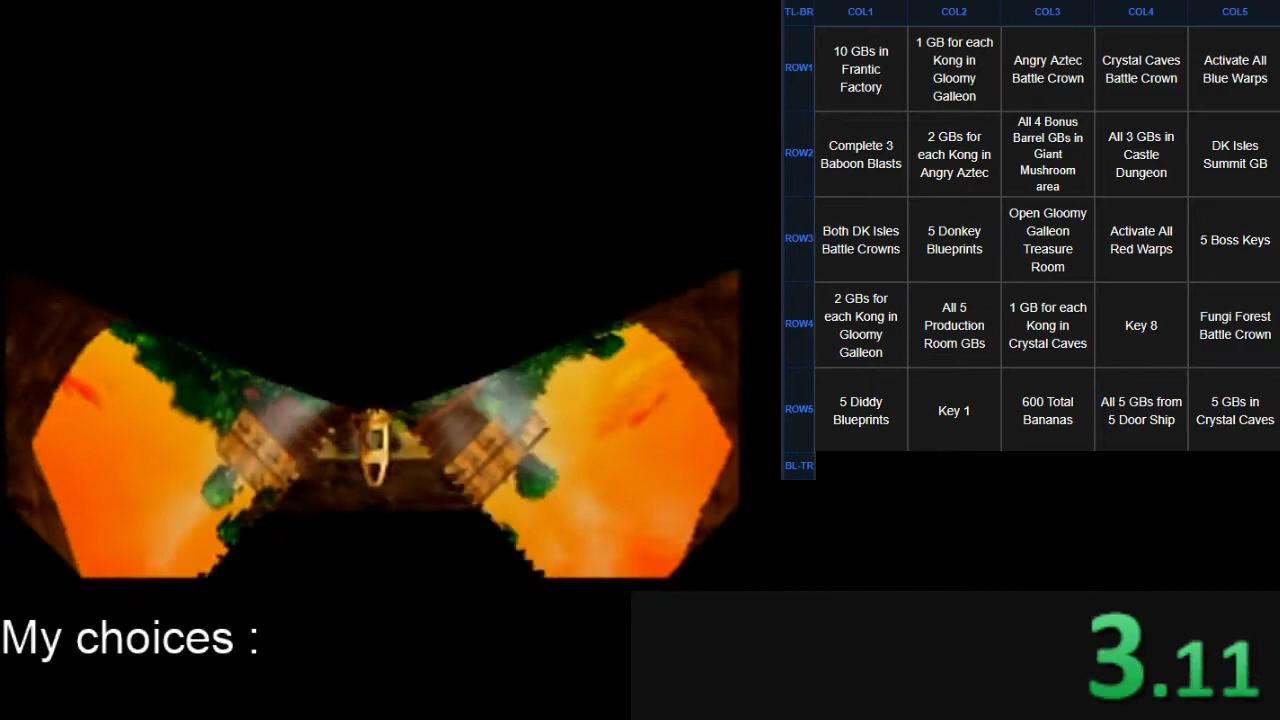 TL-BR COL1 COL2 COL3 COL4 COL5
ROW1
10 GBs in
Frantic
Factory
1 GB for each
Kong in
Gloomy
Galleon
Angry Aztec
Battle Crown
Crystal Caves
Battle Crown
Activate All
Blue Warps
ROW2
Complete 3
Baboon Blasts
2 GBs for
each Kong in
Angry Aztec
All 4 Bonus
Barrel GBs in
Giant
Mushroom
area
All 3 GBs in
Castle
Dungeon
DK Isles
Summit GB
ROW3
Both DK Isles
Battle Crowns
5 Donkey
Blueprints
Open Gloomy
Galleon
Treasure
Room
Activate All
Red Warps
5 Boss Keys
ROW4
2 GBs for
each Kong in
Gloomy
Galleon
All 5
Production
Room GBs
1 GB for each
Kong in
Crystal Caves
Key 8
Fungi Forest
Battle Crown
ROW5
5 Diddy
Blueprints
Key 1
600 Total
Bananas
All 5 GBs from
5 Door Ship
5 GBs in
Crystal Caves
BL-TR
My choices :
3.11